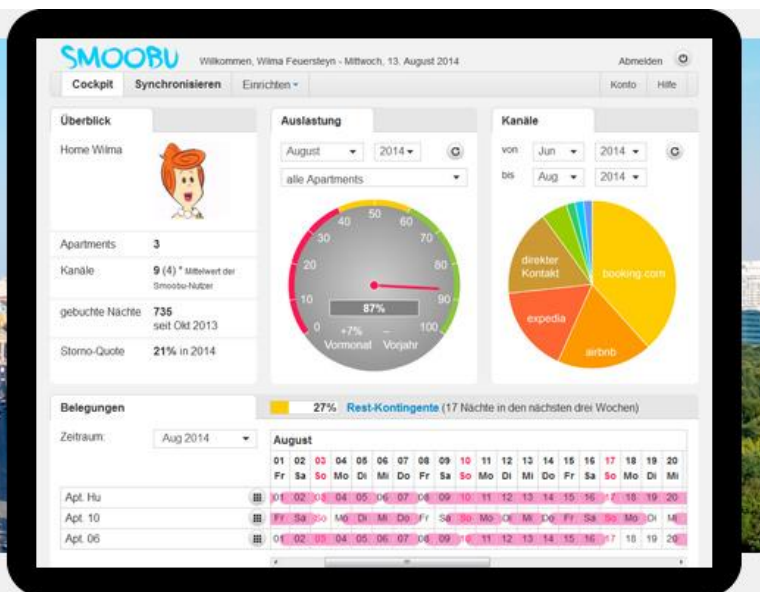 SMOOBU Willkommen, Wilma Feuersteyn - Mittwoch, 13. August 2014 Abmelden
Cockpit Synchronisieren Einrichten Konto Hilfe
Überblick
Home Wilma
Apartments 3
Kanäle 9 (4) * Mittelwert der
Smoobu-Nutzer
gebuchte Nächte 735
seit Okt 2013
Storno-Quote 21% in 2014
Auslastung
August 2014
alle Apartments
0 10 20 30 40 50 60 70 80 90 100
87%
+7% –
Vormonat Vorjahr
Kanäle
von Jun 2014
bis Aug 2014
direkter
Kontakt
booking.com
expedia
airbnb
Belegungen
27% Rest-Kontingente (17 Nächte in den nächsten drei Wochen)
Zeitraum: Aug 2014
August
01 02 03 04 05 06 07 08 09 10 11 12 13 14 15 16 17 18 19 20
Fr Sa So Mo Di Mi Do Fr Sa So Mo Di Mi Do Fr Sa So Mo Di Mi
Apt. Hu 01 02 03 04 05 06 07 08 09 10 11 12 13 14 15 16 17 18 19 20
Apt. 10 Fr Sa So Mo Di Mi Do Fr Sa So Mo Di Mi Do Fr Sa So Mo Di Mi
Apt. 06 01 02 03 04 05 06 07 08 09 10 11 12 13 14 15 16 17 18 19 20